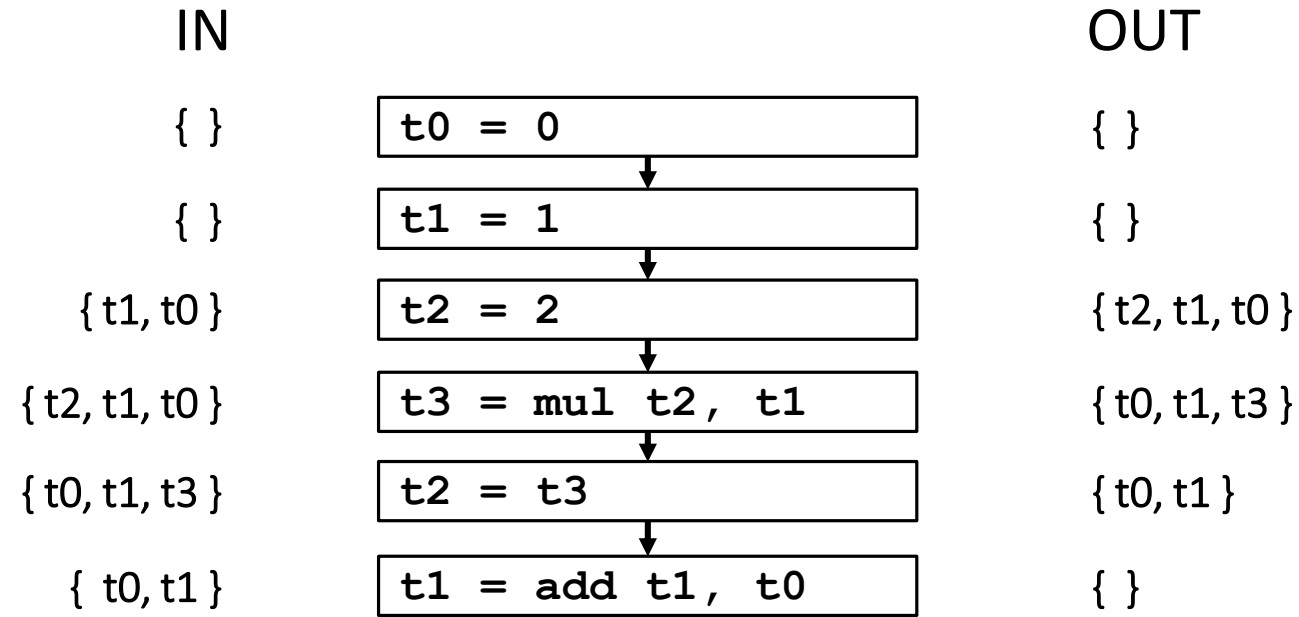 IN OUT
{ } t0 = 0 { }
{ } t1 = 1 { }
{ t1, t0 } t2 = 2 { t2, t1, t0 }
{ t2, t1, t0 } t3 = mul t2, t1 { t0, t1, t3 }
{ t0, t1, t3 } t2 = t3 { t0, t1 }
{ t0, t1 } t1 = add t1, t0 { }